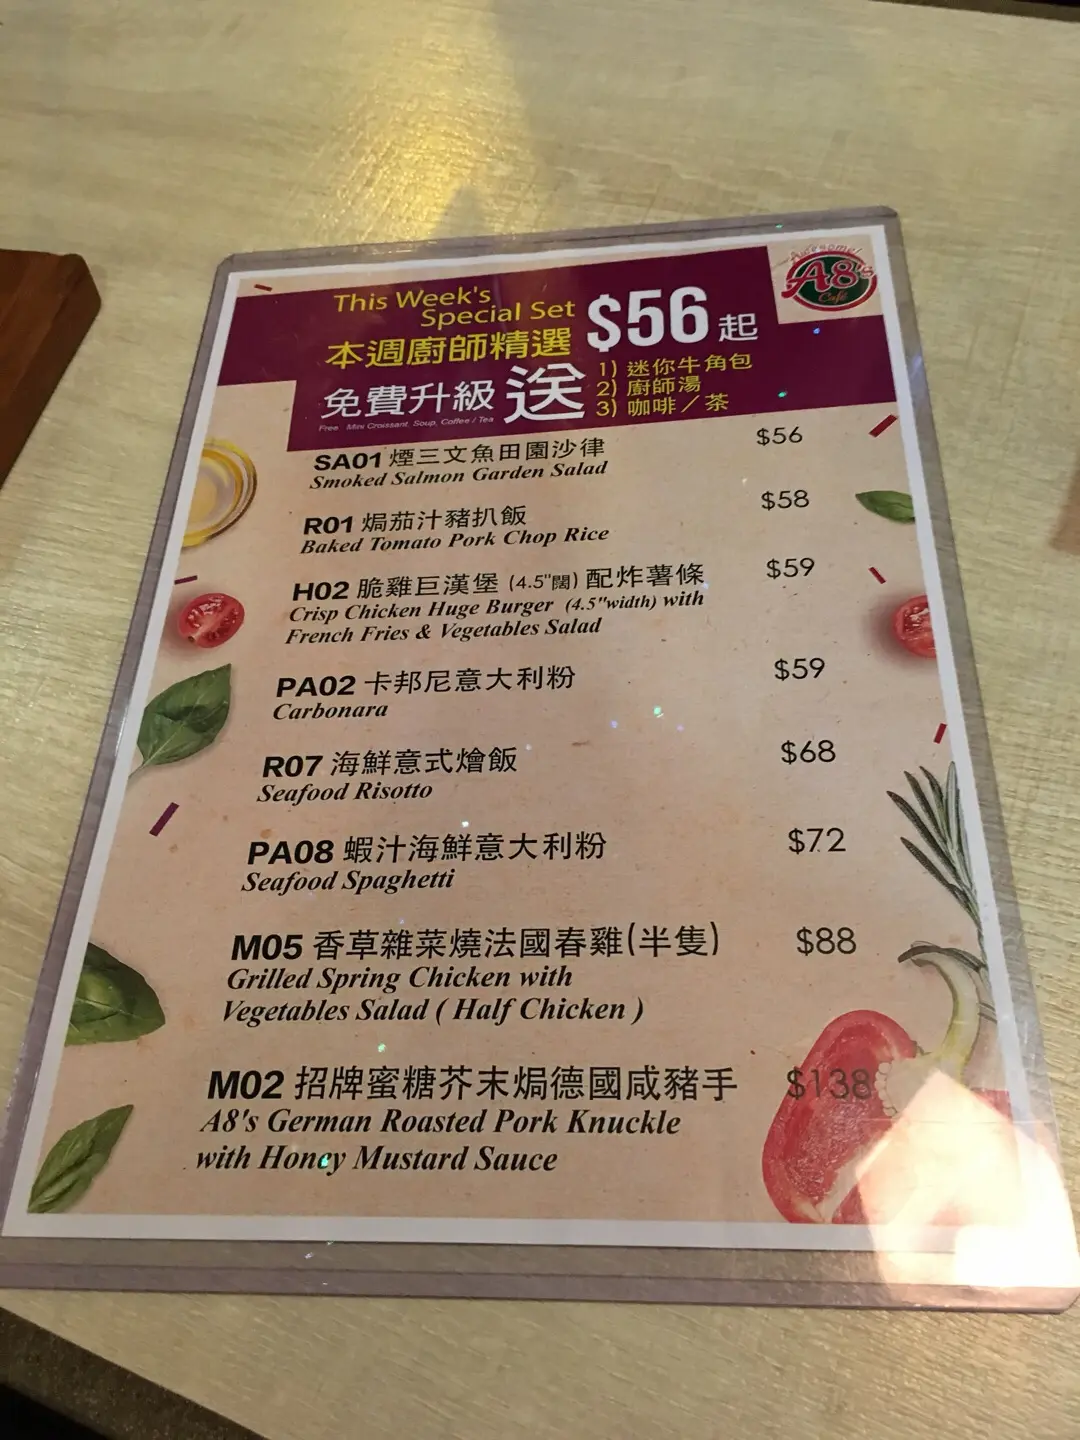 Awesome!
A8's
Café
This Week's
Special Set
$56起
本週廚師精選
免費升級 送
Free Mini Croissant, Soup, Coffee / Tea
1) 迷你牛角包
2) 廚師湯
3) 咖啡／茶
SA01 煙三文魚田園沙律 $56
Smoked Salmon Garden Salad
R01 焗茄汁豬扒飯 $58
Baked Tomato Pork Chop Rice
H02 脆雞巨漢堡 (4.5"闊) 配炸薯條 $59
Crisp Chicken Huge Burger (4.5"width) with
French Fries & Vegetables Salad
PA02 卡邦尼意大利粉 $59
Carbonara
R07 海鮮意式燴飯 $68
Seafood Risotto
PA08 蝦汁海鮮意大利粉 $72
Seafood Spaghetti
M05 香草雜菜燒法國春雞(半隻) $88
Grilled Spring Chicken with
Vegetables Salad ( Half Chicken )
M02 招牌蜜糖芥末焗德國咸豬手 $138
A8's German Roasted Pork Knuckle
with Honey Mustard Sauce